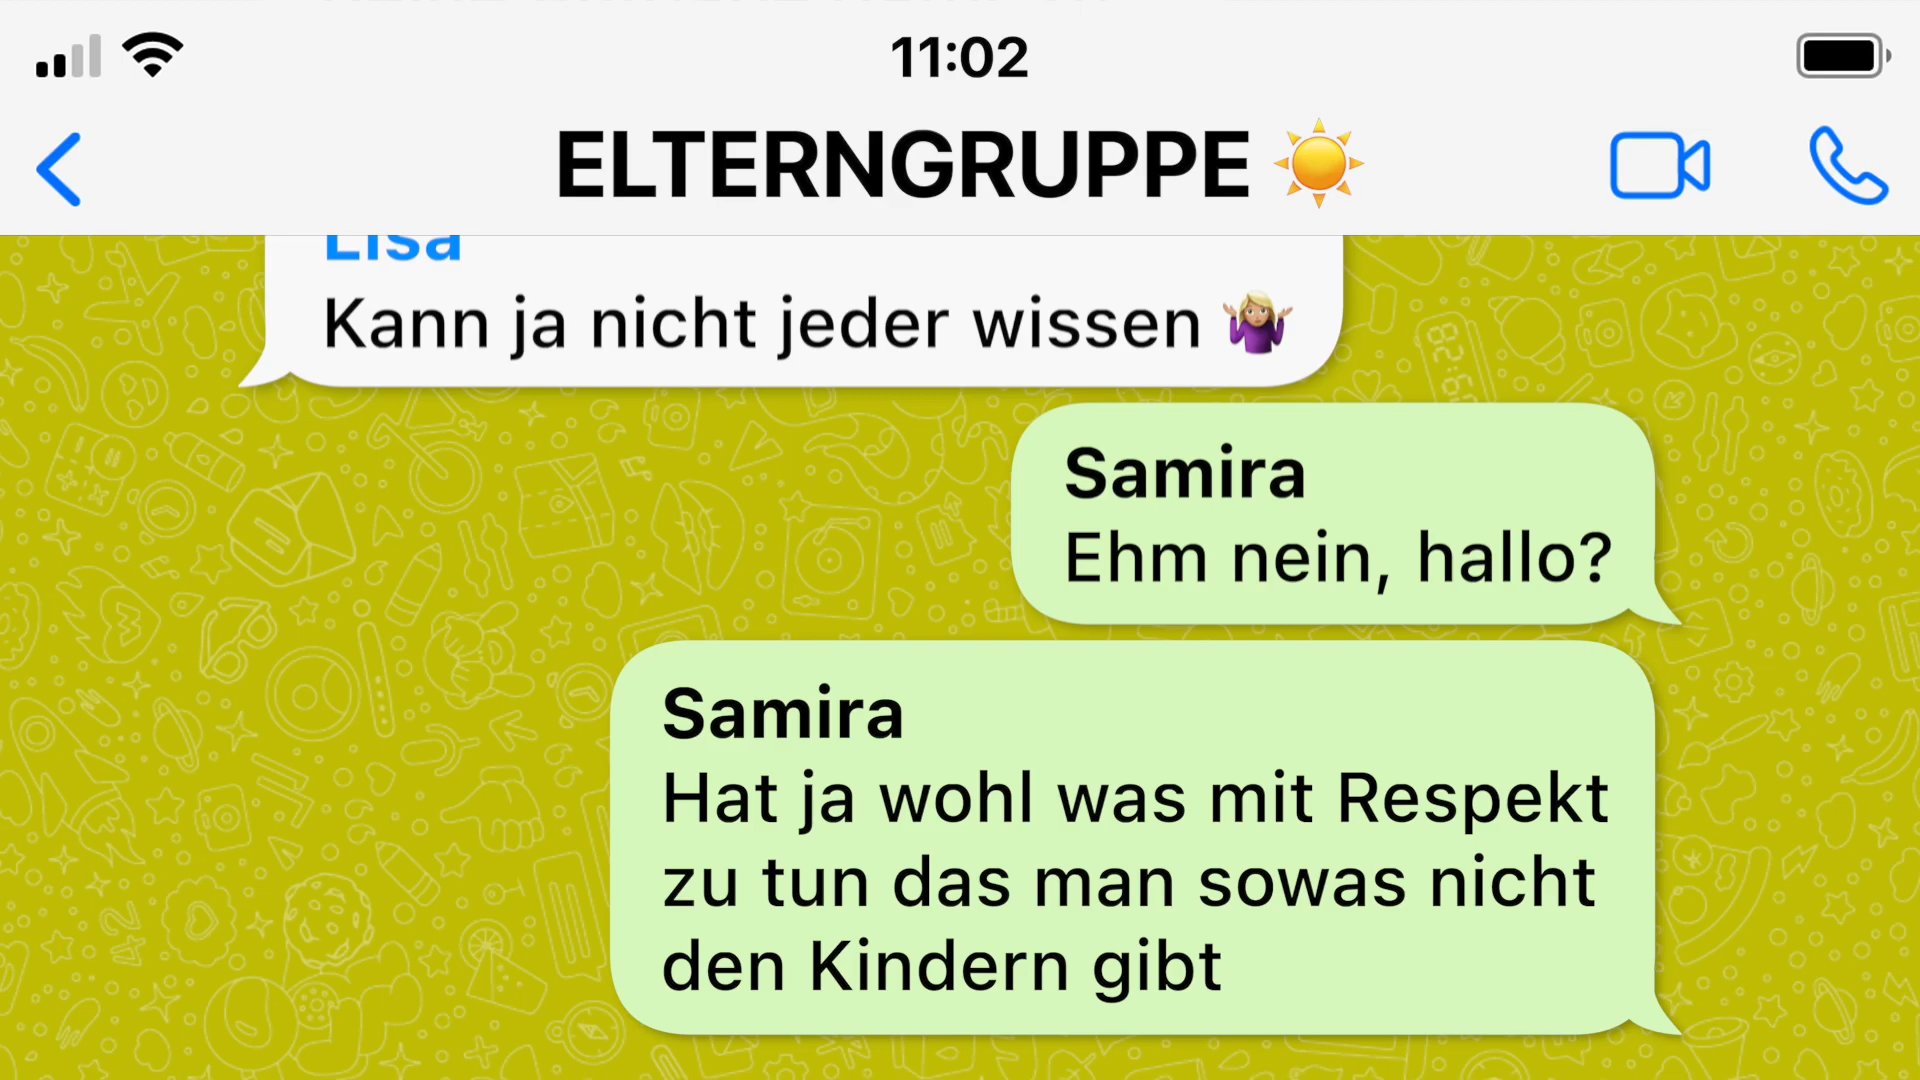 11:02
ELTERNGRUPPE ☀️
Lisa
Kann ja nicht jeder wissen 🤷🏼‍♀️
Samira
Ehm nein, hallo?
Samira
Hat ja wohl was mit Respekt
zu tun das man sowas nicht
den Kindern gibt